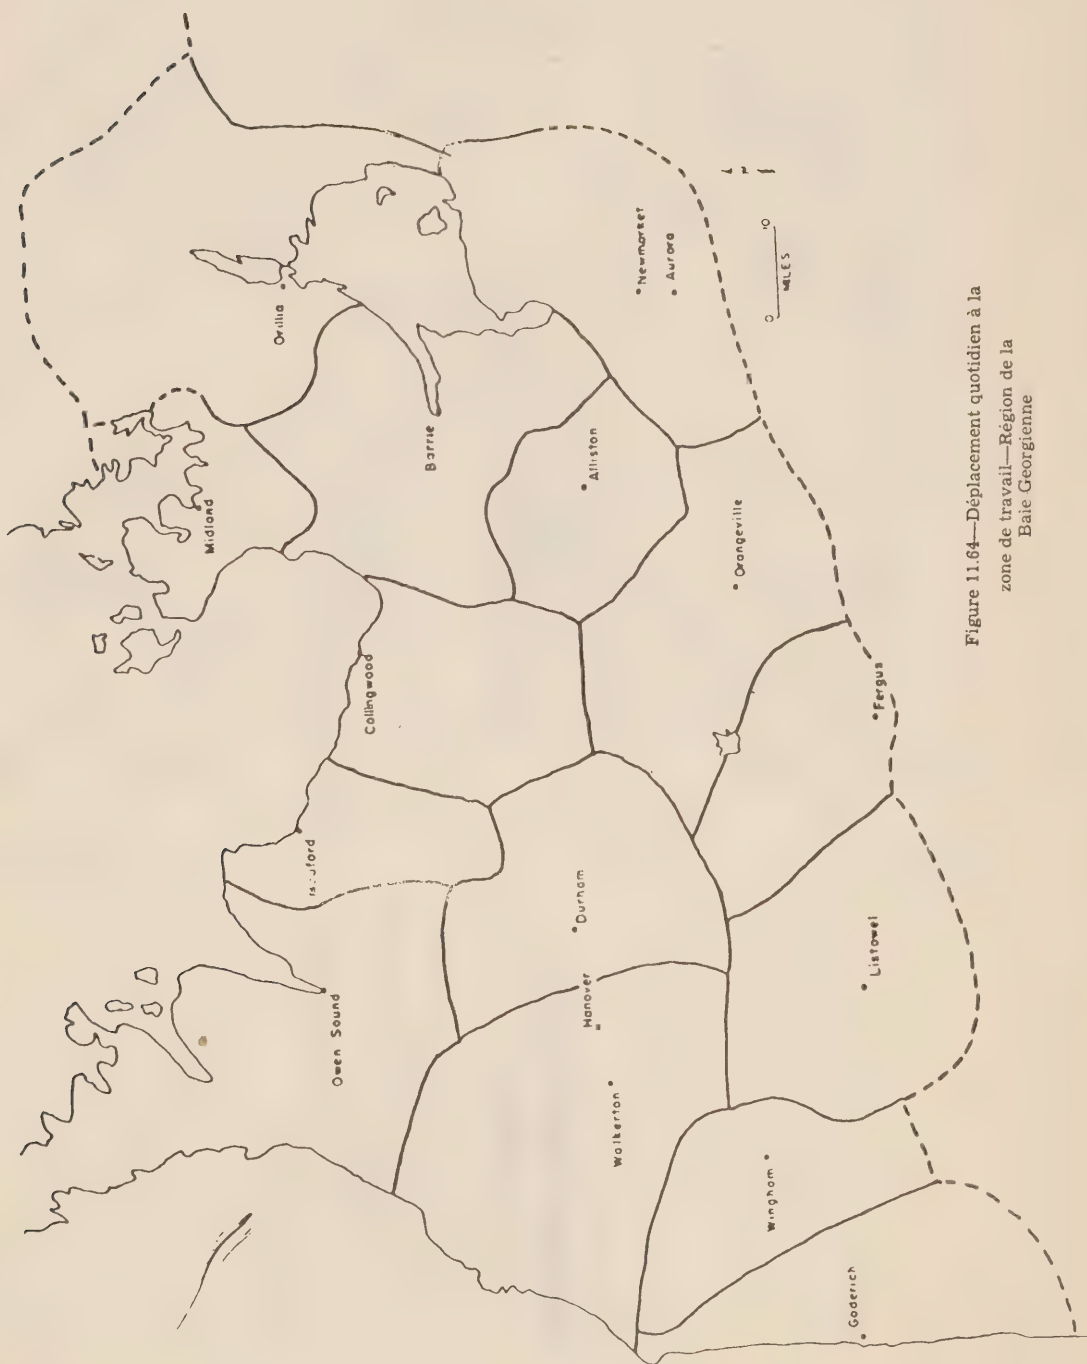 Midland
Orillia
Barrie
Collingwood
Owen Sound
Alliston
Newmarket
Aurora
Orangeville
Durham
Hanover
Walkerton
Fergus
Listowel
Wingham
Goderich
0 10
MILES
Figure 11.64—Déplacement quotidien à la
zone de travail—Région de la
Baie Georgienne